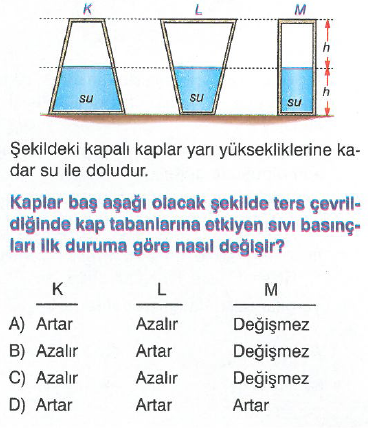 K L M
h
h
su su su
Şekildeki kapalı kaplar yarı yüksekliklerine ka-
dar su ile doludur.
Kaplar baş aşağı olacak şekilde ters çevril-
diğinde kap tabanlarına etkiyen sıvı basınç-
ları ilk duruma göre nasıl değişir?
K L M
A) Artar Azalır Değişmez
B) Azalır Artar Değişmez
C) Azalır Azalır Değişmez
D) Artar Artar Artar